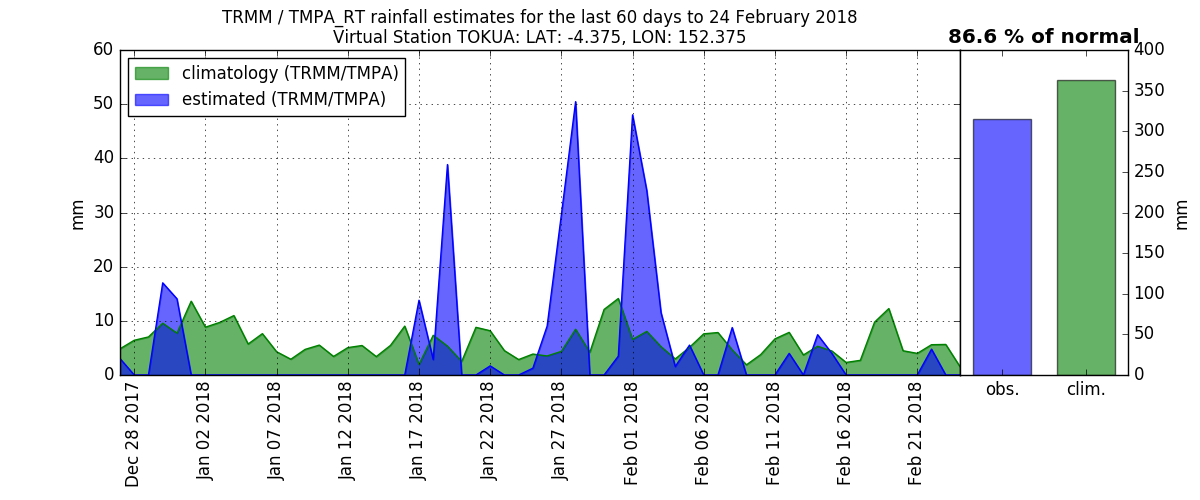 TRMM / TMPA_RT rainfall estimates for the last 60 days to 24 February 2018
Virtual Station TOKUA: LAT: -4.375, LON: 152.375
86.6 % of normal
climatology (TRMM/TMPA)
estimated (TRMM/TMPA)
60
50
40
30
20
10
0
mm
400
350
300
250
200
150
100
50
0
mm
Dec 28 2017
Jan 02 2018
Jan 07 2018
Jan 12 2018
Jan 17 2018
Jan 22 2018
Jan 27 2018
Feb 01 2018
Feb 06 2018
Feb 11 2018
Feb 16 2018
Feb 21 2018
obs.
clim.